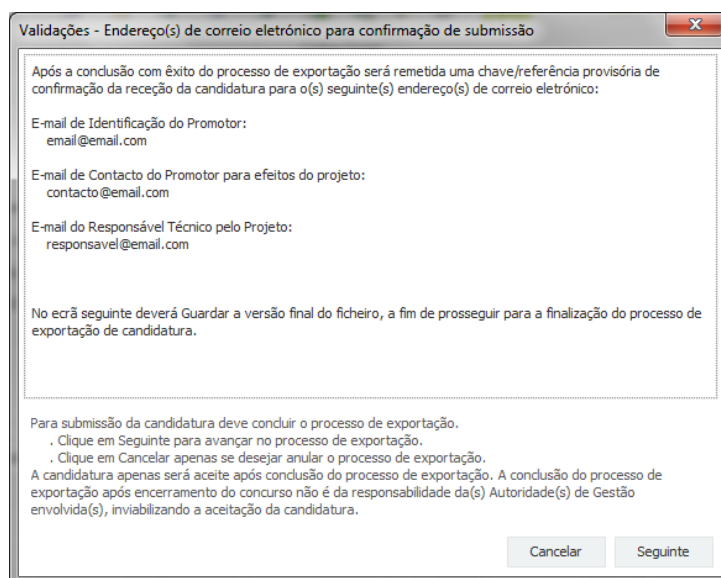 Validações - Endereço(s) de correio eletrónico para confirmação de submissão
Após a conclusão com êxito do processo de exportação será remetida uma chave/referência provisória de
confirmação da receção da candidatura para o(s) seguinte(s) endereço(s) de correio eletrónico:
E-mail de Identificação do Promotor:
email@email.com
E-mail de Contacto do Promotor para efeitos do projeto:
contacto@email.com
E-mail do Responsável Técnico pelo Projeto:
responsavel@email.com
No ecrã seguinte deverá Guardar a versão final do ficheiro, a fim de prosseguir para a finalização do processo de
exportação de candidatura.
Para submissão da candidatura deve concluir o processo de exportação.
. Clique em Seguinte para avançar no processo de exportação.
. Clique em Cancelar apenas se desejar anular o processo de exportação.
A candidatura apenas será aceite após conclusão do processo de exportação. A conclusão do processo de
exportação após encerramento do concurso não é da responsabilidade da(s) Autoridade(s) de Gestão
envolvida(s), inviabilizando a aceitação da candidatura.
Cancelar Seguinte